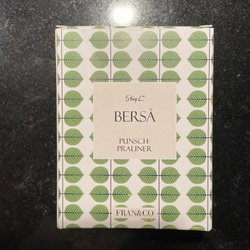 Stig L
BERSÅ
PUNSCH-
PRALINER
FRAN&CO